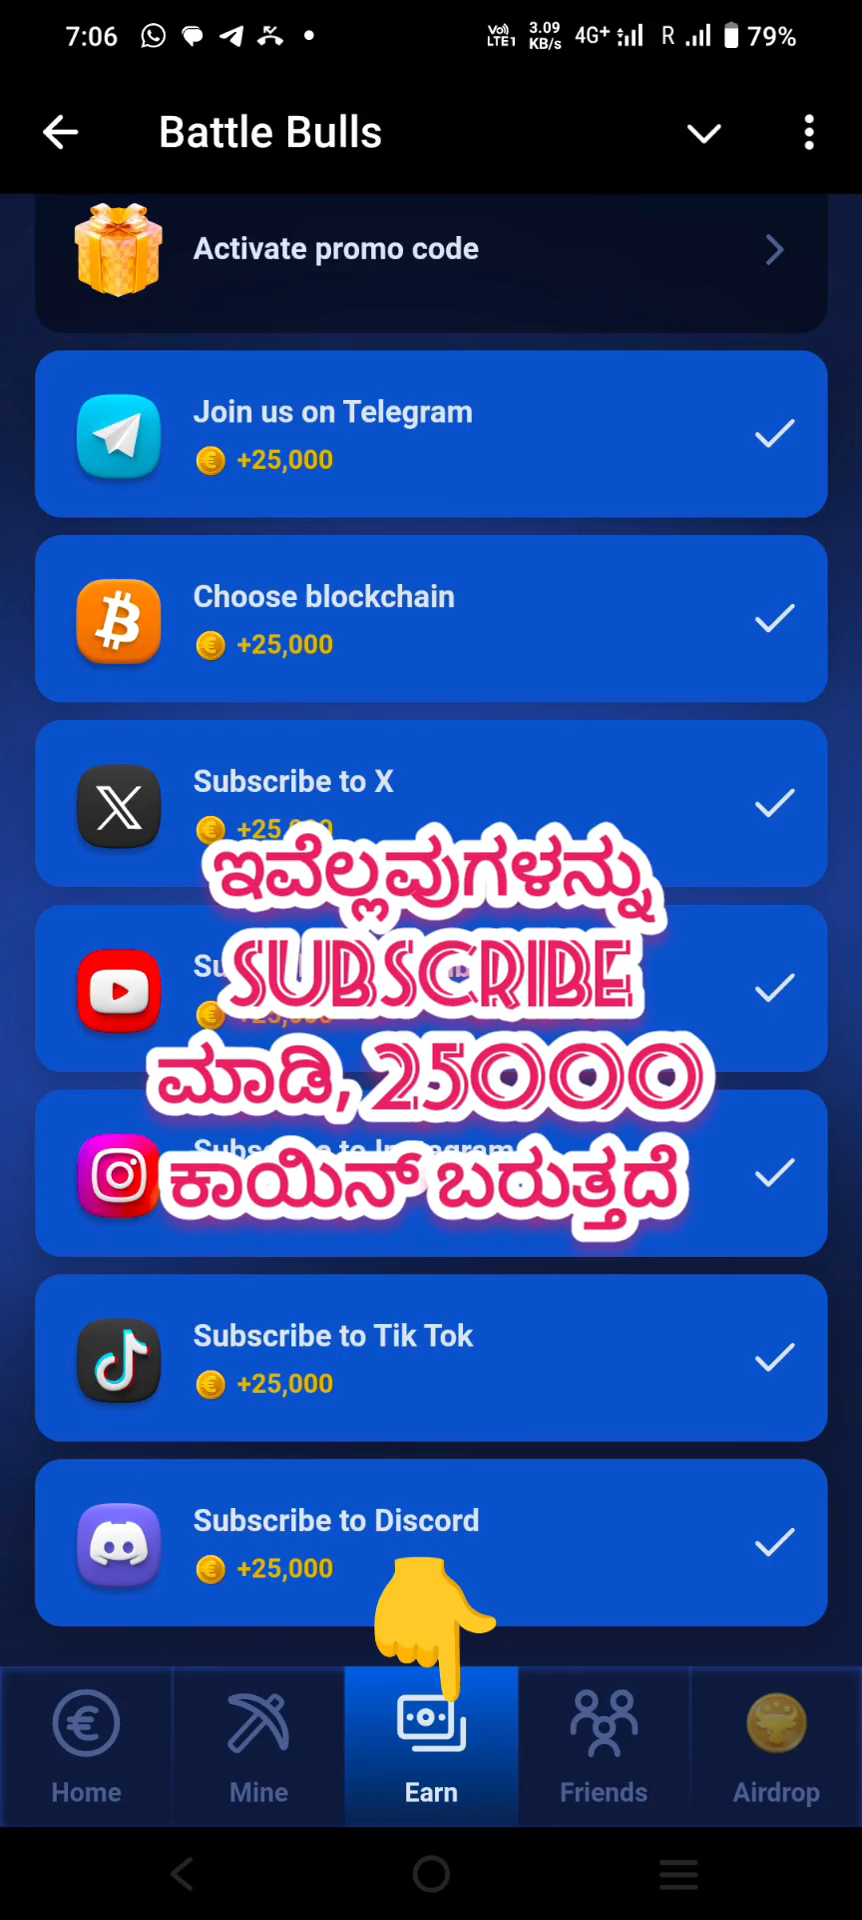 7:06
Vo) LTE1
3.09 KB/s
4G+
R
79%
Battle Bulls
Activate promo code
Join us on Telegram
+25,000
Choose blockchain
+25,000
Subscribe to X
ಇವೆಲ್ಲವುಗಳನ್ನು
SUBSCRIBE
ಮಾಡಿ, 25000
ಕಾಯಿನ್ ಬರುತ್ತದೆ
Subscribe to Tik Tok
+25,000
Subscribe to Discord
+25,000
Home
Mine
Earn
Friends
Airdrop